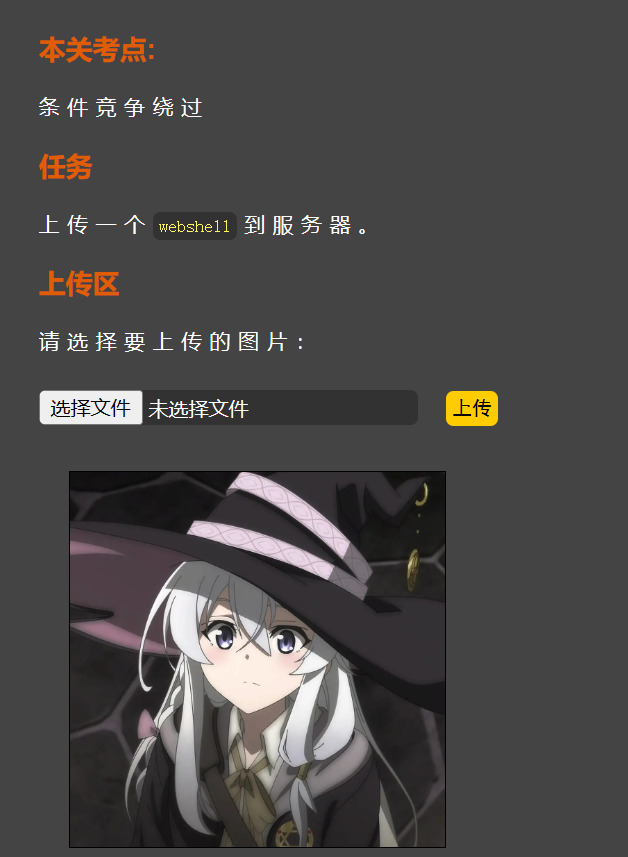 本关考点:
条件竞争绕过
任务
上传一个 webshell 到服务器。
上传区
请选择要上传的图片：
选择文件 未选择文件 上传